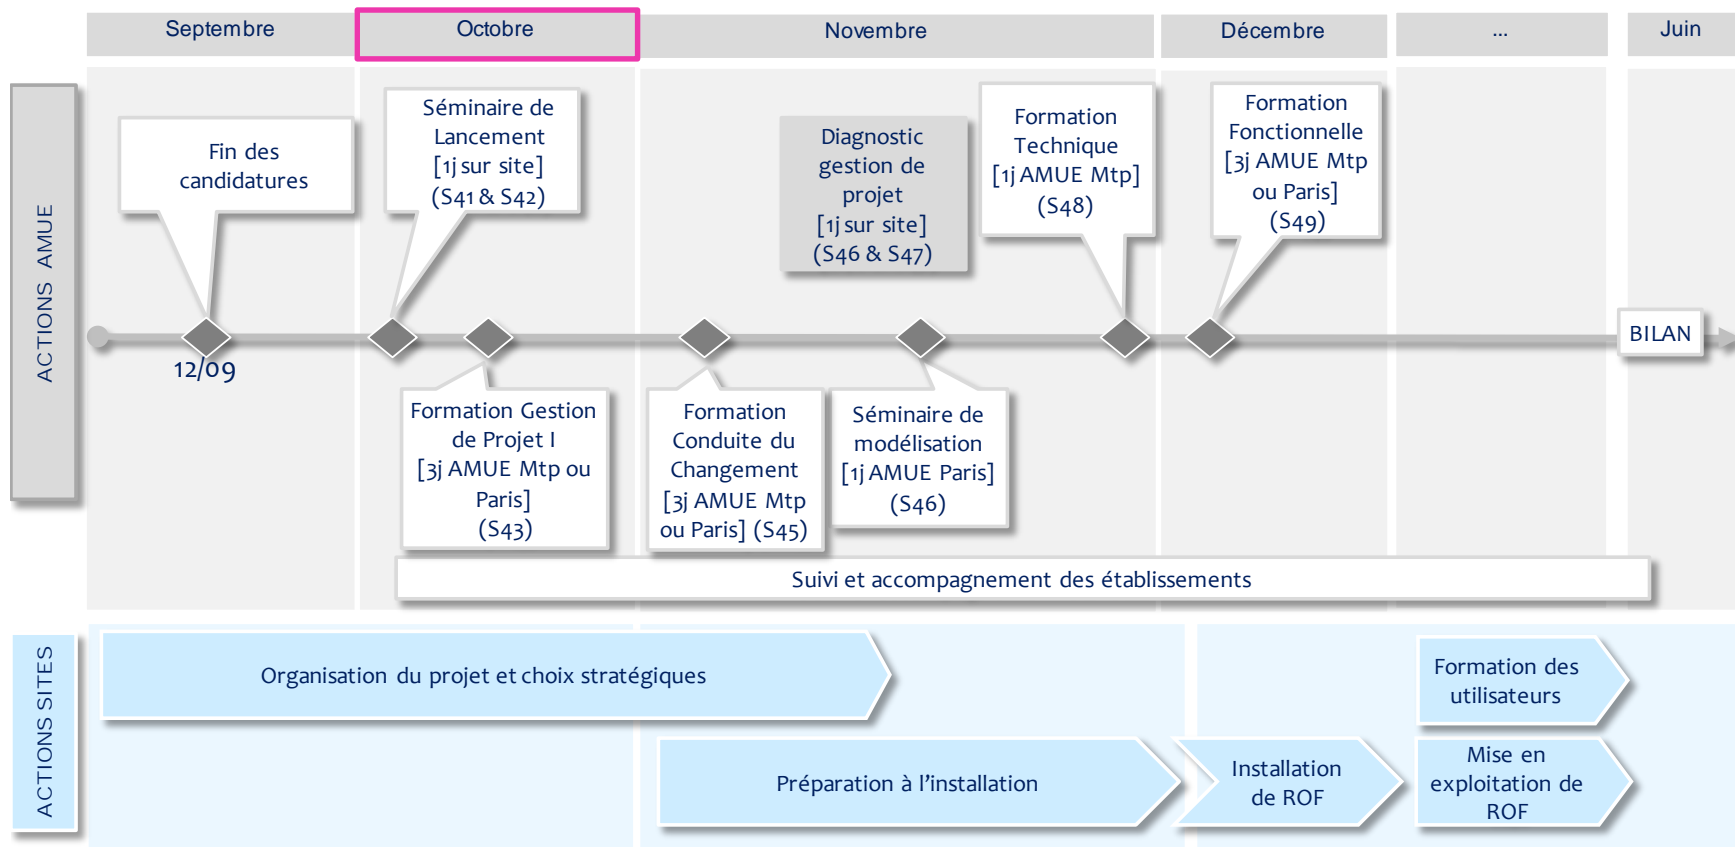 Septembre
Octobre
Novembre
Décembre
...
Juin
ACTIONS AMUE
Fin des
candidatures
Séminaire de
Lancement
[1j sur site]
(S41 & S42)
Diagnostic
gestion de
projet
[1j sur site]
(S46 & S47)
Formation
Technique
[1j AMUE Mtp]
(S48)
Formation
Fonctionnelle
[3j AMUE Mtp
ou Paris]
(S49)
12/09
BILAN
Formation Gestion
de Projet I
[3j AMUE Mtp ou
Paris]
(S43)
Formation
Conduite du
Changement
[3j AMUE Mtp
ou Paris] (S45)
Séminaire de
modélisation
[1j AMUE Paris]
(S46)
Suivi et accompagnement des établissements
ACTIONS SITES
Organisation du projet et choix stratégiques
Formation des
utilisateurs
Préparation à l'installation
Installation
de ROF
Mise en
exploitation de
ROF